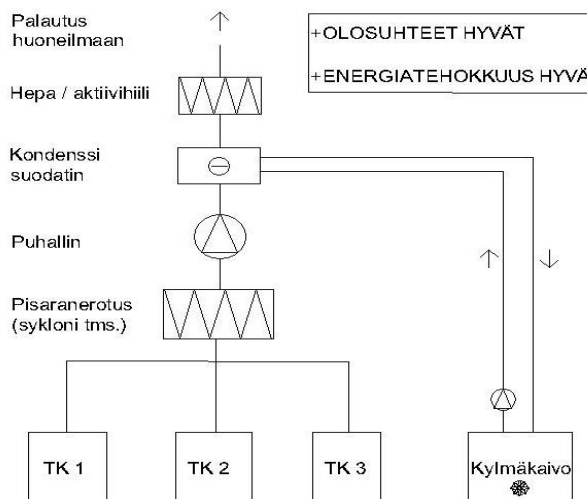 Palautus
huoneilmaan
+OLOSUHTEET HYVÄT
+ENERGIATEHOKKUUS HYVÄ
Hepa / aktiivihiili
Kondenssi
suodatin
Puhallin
Pisaranerotus
(sykloni tms.)
TK 1
TK 2
TK 3
Kylmäkaivo